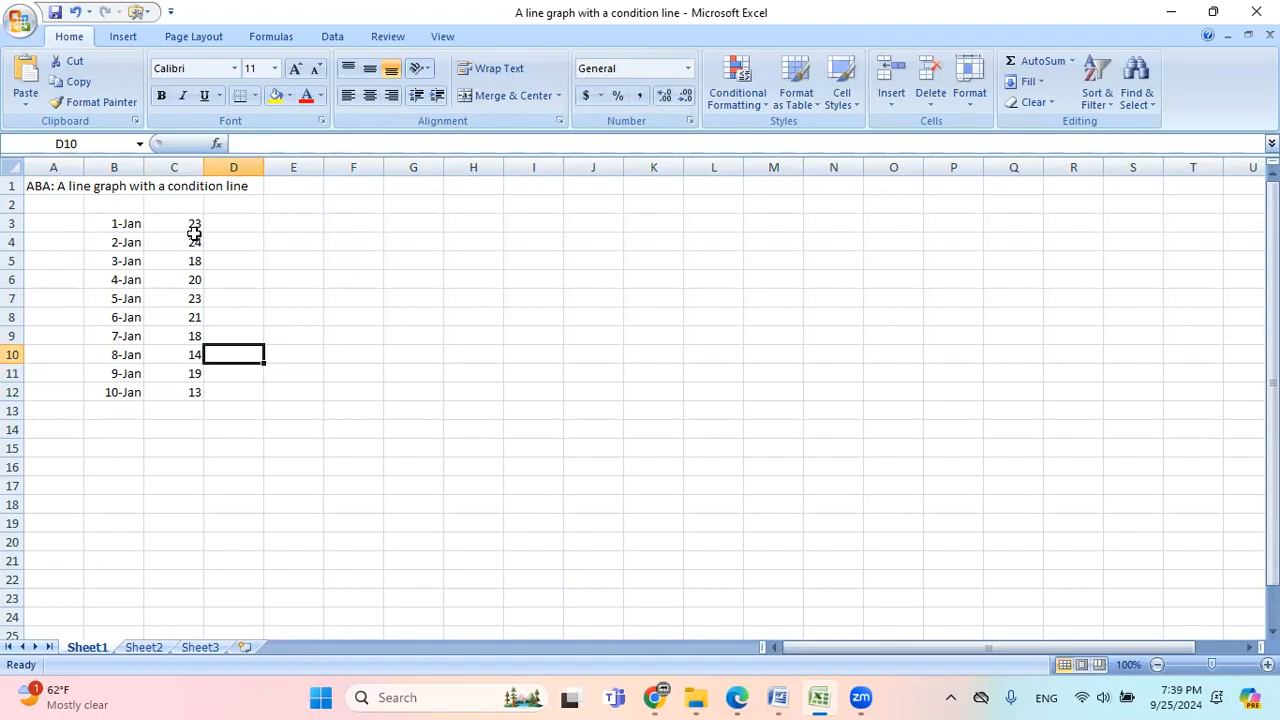 A line graph with a condition line - Microsoft Excel
Home Insert Page Layout Formulas Data Review View
Paste Cut Copy Format Painter Clipboard
Calibri 11 A A B I U A Font
Wrap Text Merge & Center Alignment
General $ % , Number
Conditional Formatting Format as Table Cell Styles Styles
Insert Delete Format Cells
Σ AutoSum Fill Clear Sort & Filter Find & Select Editing
D10 fx
A B C D E F G H I J K L M N O P Q R S T U
1 ABA: A line graph with a condition line
2
3 1-Jan 23
4 2-Jan 24
5 3-Jan 18
6 4-Jan 20
7 5-Jan 23
8 6-Jan 21
9 7-Jan 18
10 8-Jan 14
11 9-Jan 19
12 10-Jan 13
13
14
15
16
17
18
19
20
21
22
23
24
25
Sheet1 Sheet2 Sheet3
Ready 100%
1 62°F Search zm ENG 7:39 PM PRE
Mostly clear 9/25/2024